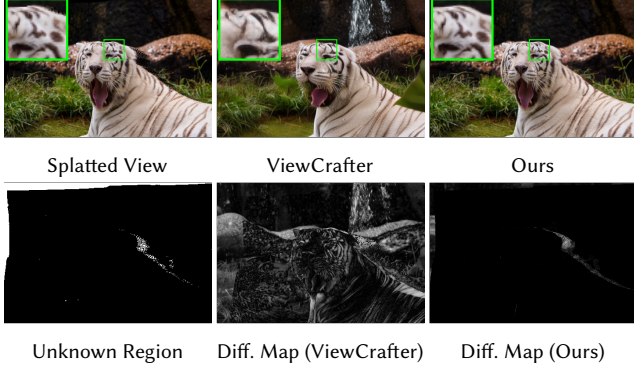 Splatted View
ViewCrafter
Ours
Unknown Region
Diff. Map (ViewCrafter)
Diff. Map (Ours)